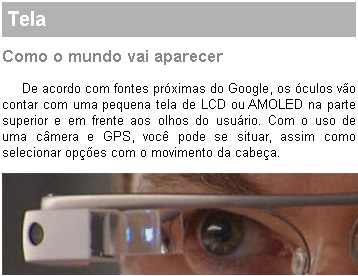 Tela
Como o mundo vai aparecer
De acordo com fontes próximas do Google, os óculos vão
contar com uma pequena tela de LCD ou AMOLED na parte
superior e em frente aos olhos do usuário. Com o uso de
uma câmera e GPS, você pode se situar, assim como
selecionar opções com o movimento da cabeça.